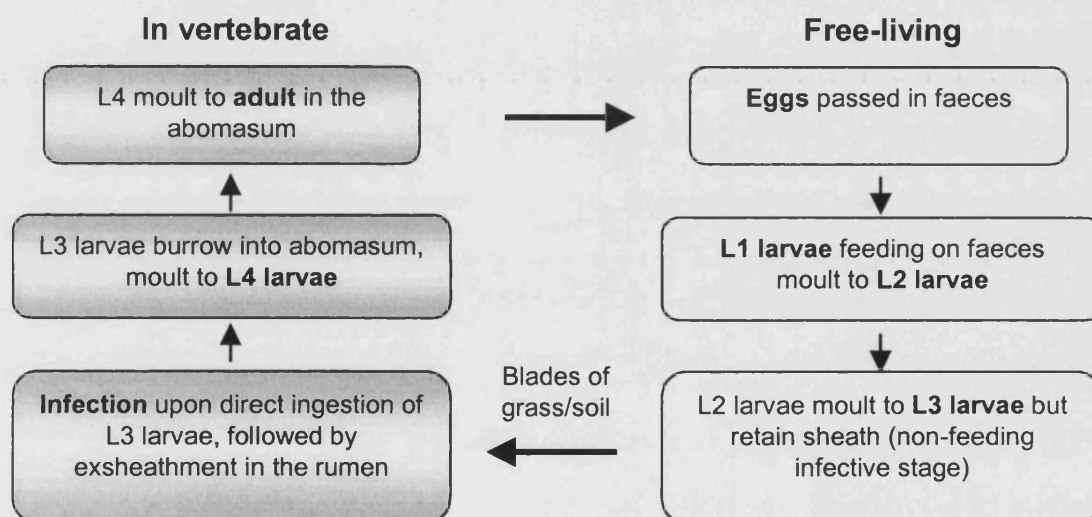 In vertebrate
L4 moult to adult in the
abomasum
L3 larvae burrow into abomasum,
moult to L4 larvae
Infection upon direct ingestion of
L3 larvae, followed by
exsheathment in the rumen
Blades of
grass/soil
Free-living
Eggs passed in faeces
L1 larvae feeding on faeces
moult to L2 larvae
L2 larvae moult to L3 larvae but
retain sheath (non-feeding
infective stage)